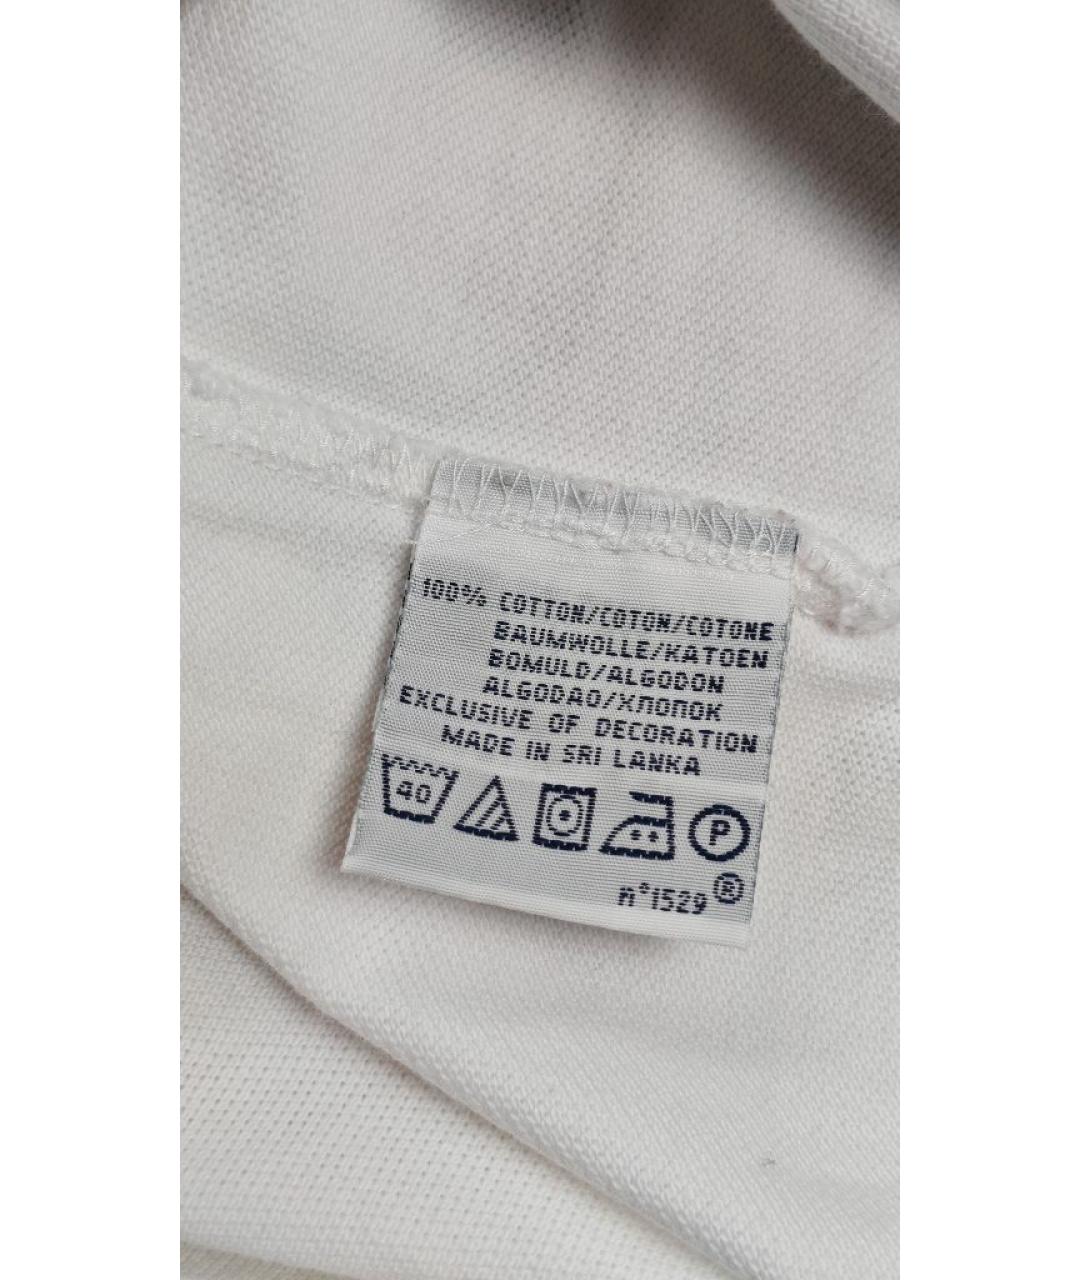 100% COTTON/COTON/COTONE
BAUMWOLLE/KATOEN
BOMULD/ALGODON
ALGODAO/ХЛОПОК
EXCLUSIVE OF DECORATION
MADE IN SRI LANKA
40 P
n°1529®